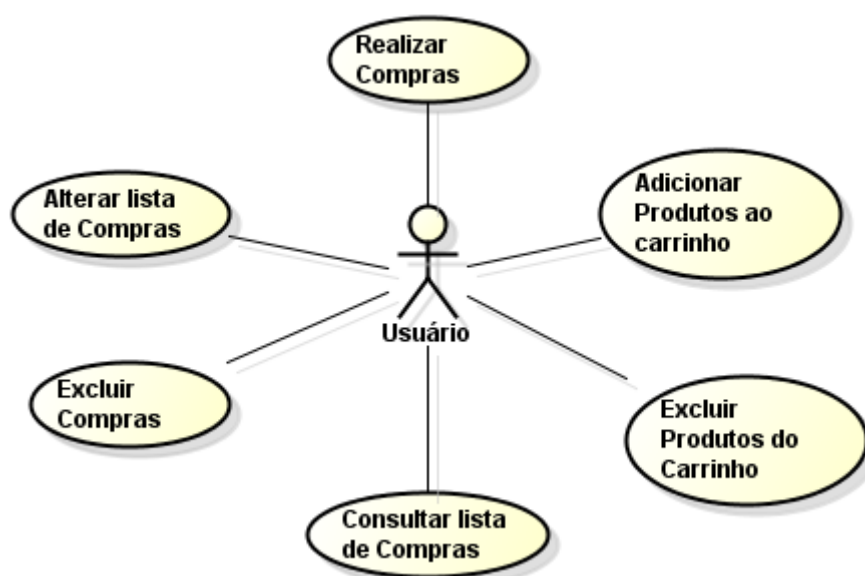 Realizar
Compras
Alterar lista
de Compras
Adicionar
Produtos ao
carrinho
Usuário
Excluir
Compras
Excluir
Produtos do
Carrinho
Consultar lista
de Compras